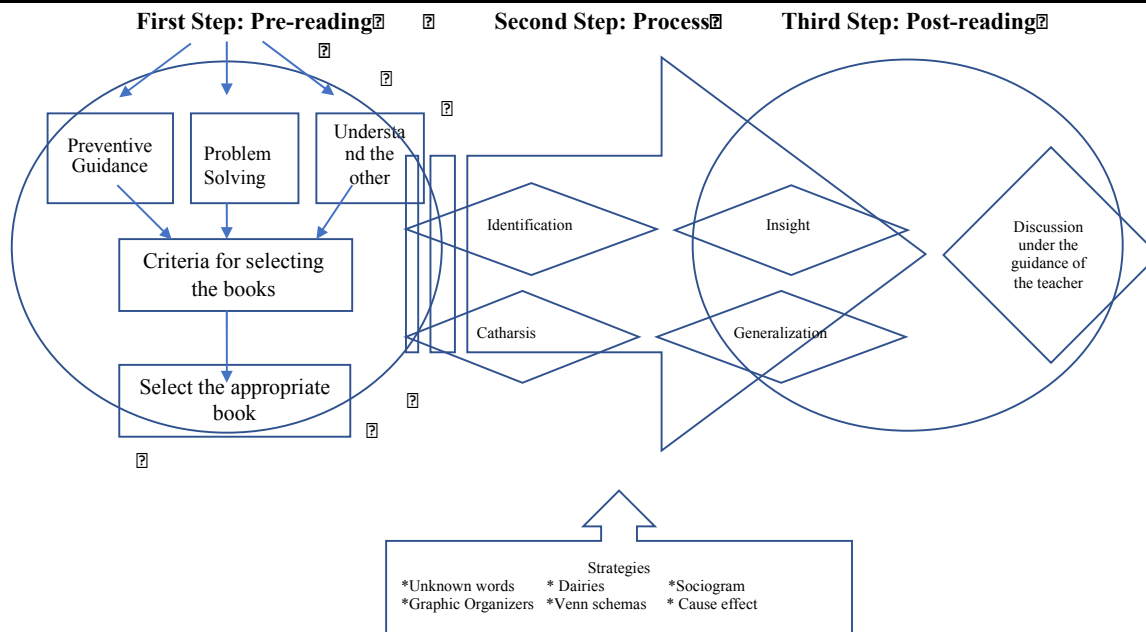 First Step: Pre-reading⍰ ⍰ Second Step: Process⍰ Third Step: Post-reading⍰
⍰
⍰
⍰
Preventive
Guidance
Problem
Solving
Understa
nd the
other
Criteria for selecting
the books
Select the appropriate
book
⍰
⍰
⍰
Identification
Insight
Catharsis
Generalization
Discussion
under the
guidance of
the teacher
Strategies
*Unknown words * Dairies *Sociogram
*Graphic Organizers *Venn schemas * Cause effect